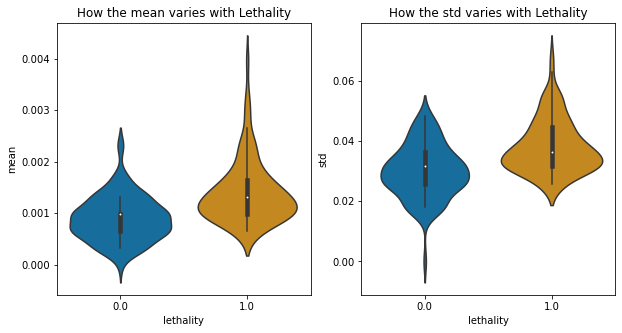 How the mean varies with Lethality
mean
0.004
0.003
0.002
0.001
0.000
0.0
1.0
lethality
How the std varies with Lethality
std
0.06
0.04
0.02
0.00
0.0
1.0
lethality